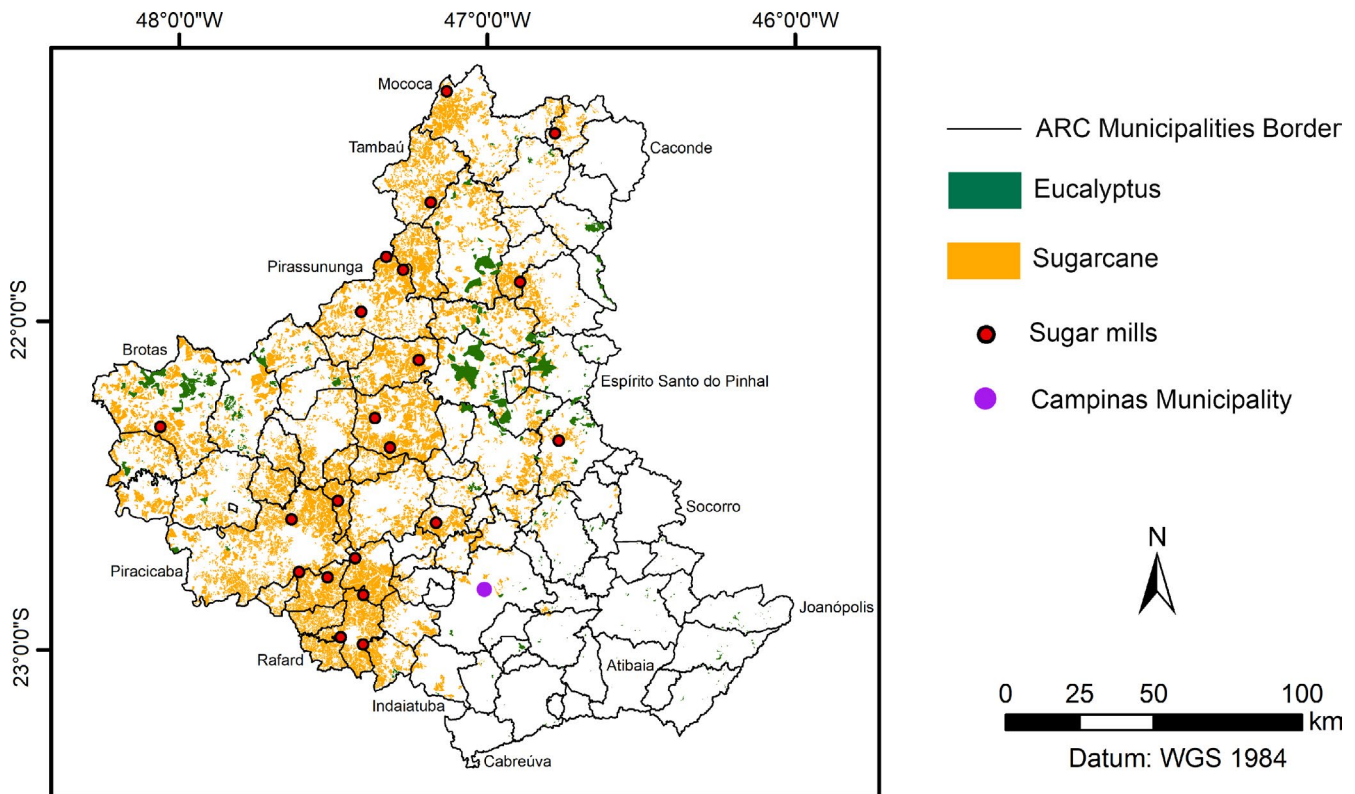 48°0'0"W
47°0'0"W
46°0'0"W
Mococa
Tambaú
Caconde
Pirassununga
22°0'0"S
Brotas
Espírito Santo do Pinhal
Socorro
Piracicaba
Joanópolis
23°0'0"S
Rafard
Atibaia
Indaiatuba
Cabreúva
ARC Municipalities Border
Eucalyptus
Sugarcane
Sugar mills
Campinas Municipality
N
0 25 50 100
km
Datum: WGS 1984